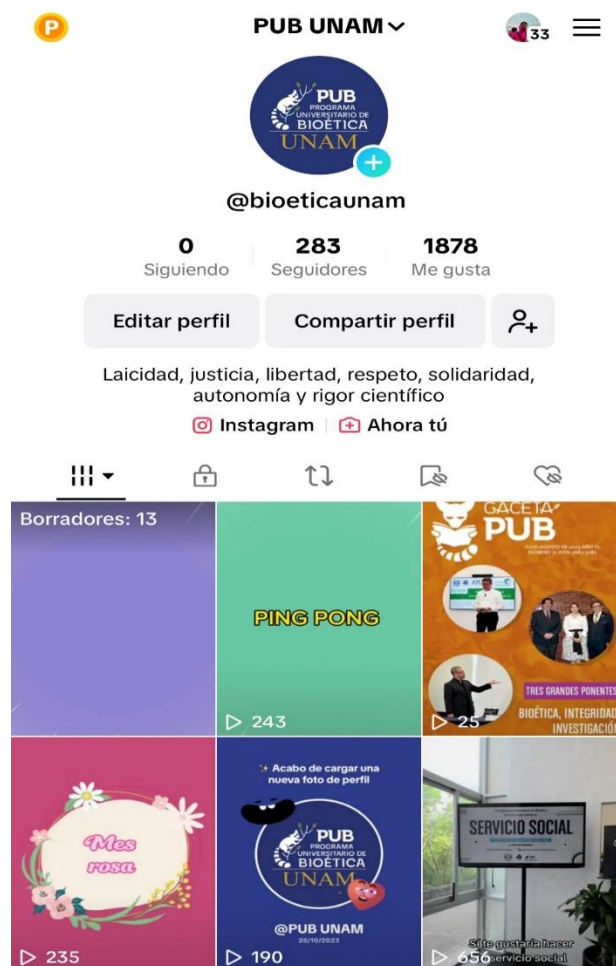 P
PUB UNAM
33
PUB
PROGRAMA
UNIVERSITARIO DE
BIOÉTICA
UNAM
@bioeticaunam
0
283
1878
Siguiendo
Seguidores
Me gusta
Editar perfil
Compartir perfil
Laicidad, justicia, libertad, respeto, solidaridad,
autonomía y rigor científico
Instagram
Ahora tú
Borradores: 13
PING PONG
243
GACETA
PUB
TRES GRANDES PONENTES
BIOÉTICA, INTEGRIDAD
INVESTIGACIÓN
25
Mes
rosa
235
Acabo de cargar una
nueva foto de perfil
PUB
PROGRAMA
UNIVERSITARIO DE
BIOÉTICA
UNAM
@PUB UNAM
28/10/2023
190
SERVICIO SOCIAL
Si te gustaría hacer
servicio social
656